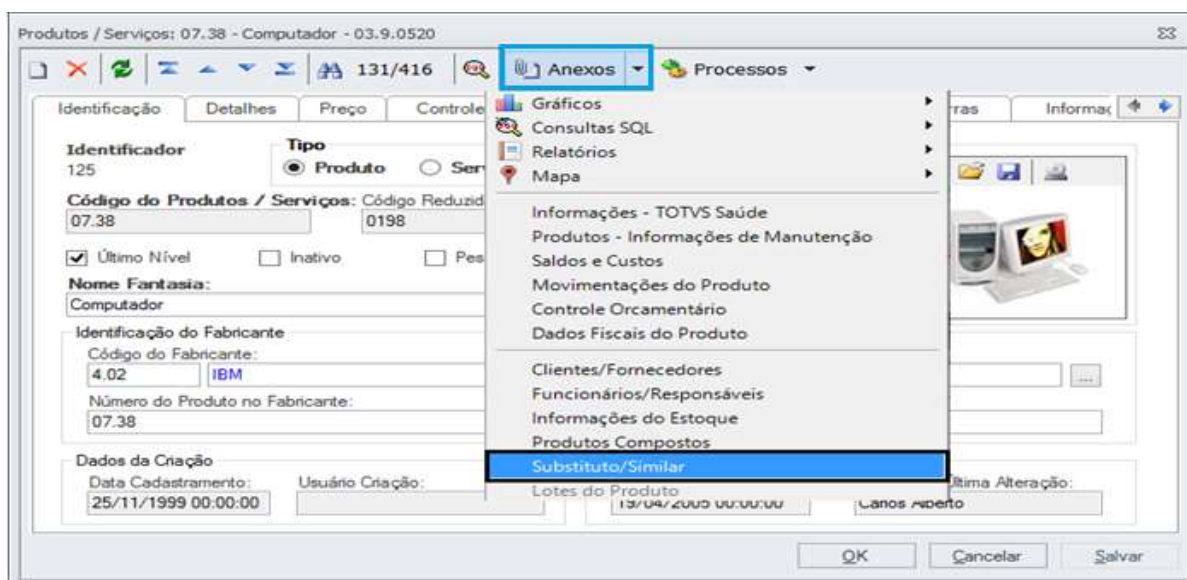 Produtos / Serviços: 07.38 - Computador - 03.9.0520
131/416 Anexos Processos
Identificação Detalhes Preço Controle Informaç
Gráficos
Consultas SQL
Relatórios
Mapa
Informações - TOTVS Saúde
Produtos - Informações de Manutenção
Saldos e Custos
Movimentações do Produto
Controle Orcamentário
Dados Fiscais do Produto
Clientes/Fornecedores
Funcionários/Responsáveis
Informações do Estoque
Produtos Compostos
Substituto/Similar
Lotes do Produto
Identificador Tipo
125 Produto Ser
Código do Produtos / Serviços: Código Reduzid
07.38 0198
Último Nível Inativo Pes
Nome Fantasia:
Computador
Identificação do Fabricante
Código do Fabricante:
4.02 IBM ...
Número do Produto no Fabricante:
07.38
Dados da Criação
Data Cadastramento: Usuário Criação: Última Alteração:
25/11/1999 00:00:00 19/04/2005 00:00:00 Carlos Alberto
OK Cancelar Salvar